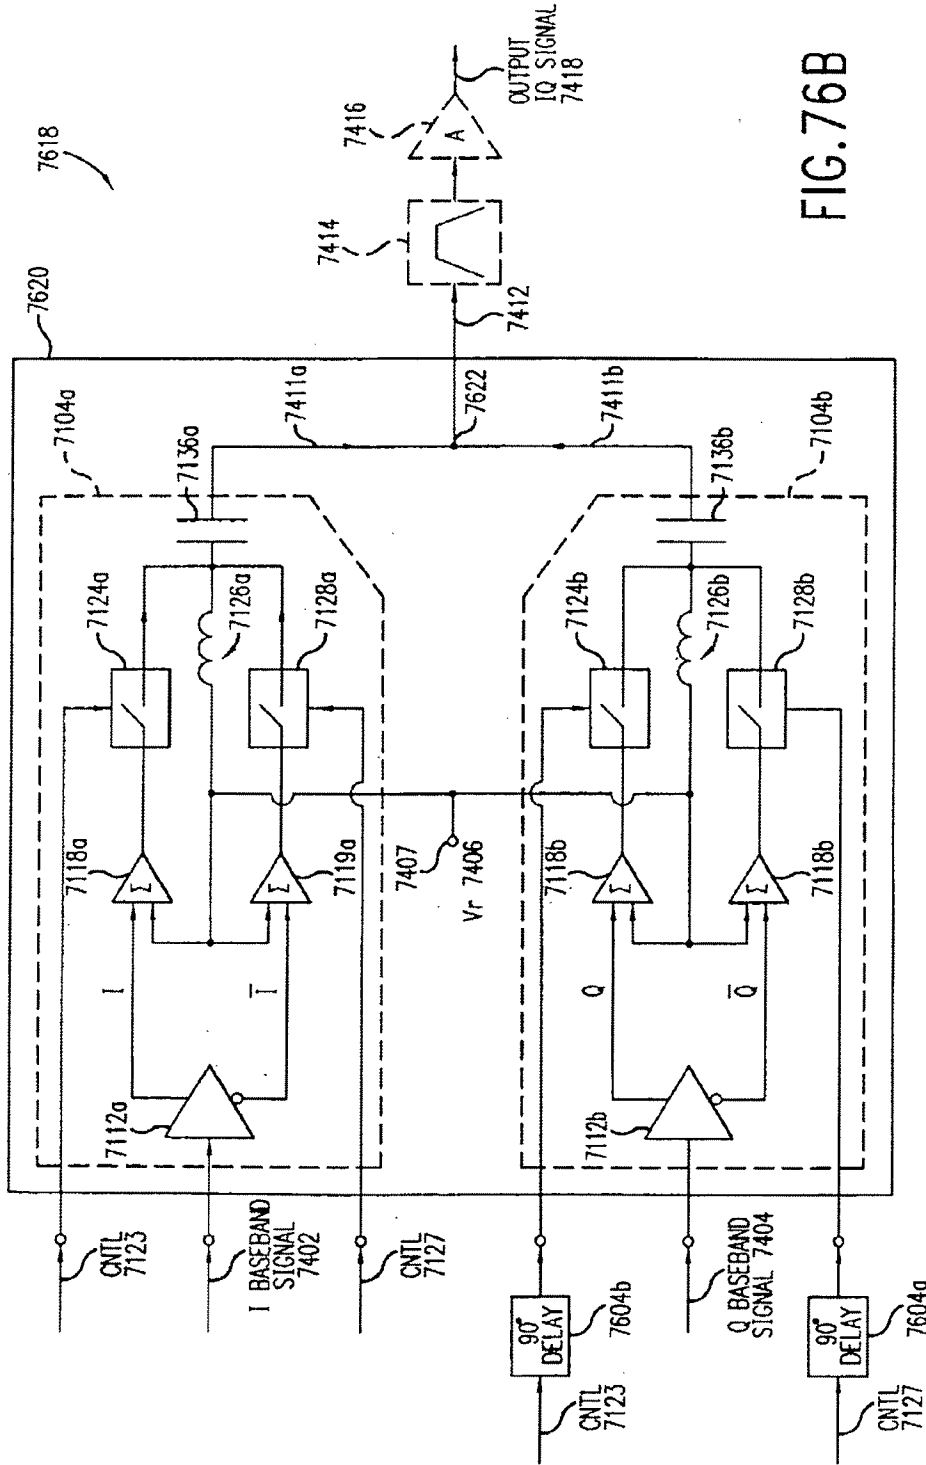 FIG.76B
7618
7620
7104a
7136a
7411a
7622
7411b
7136b
7104b
7412
7414
7416
A
OUTPUT
IQ SIGNAL
7418
7124a
7126a
7128a
7118a
Σ
7119a
Σ
I
I̅
7112a
CNTL
7123
I BASEBAND
SIGNAL
7402
CNTL
7127
7407
Vr 7406
7124b
7126b
7128b
7118b
Σ
7118b
Σ
Q
Q̅
7112b
90°
DELAY
7604b
CNTL
7123
Q BASEBAND
SIGNAL 7404
90°
DELAY
7604a
CNTL
7127